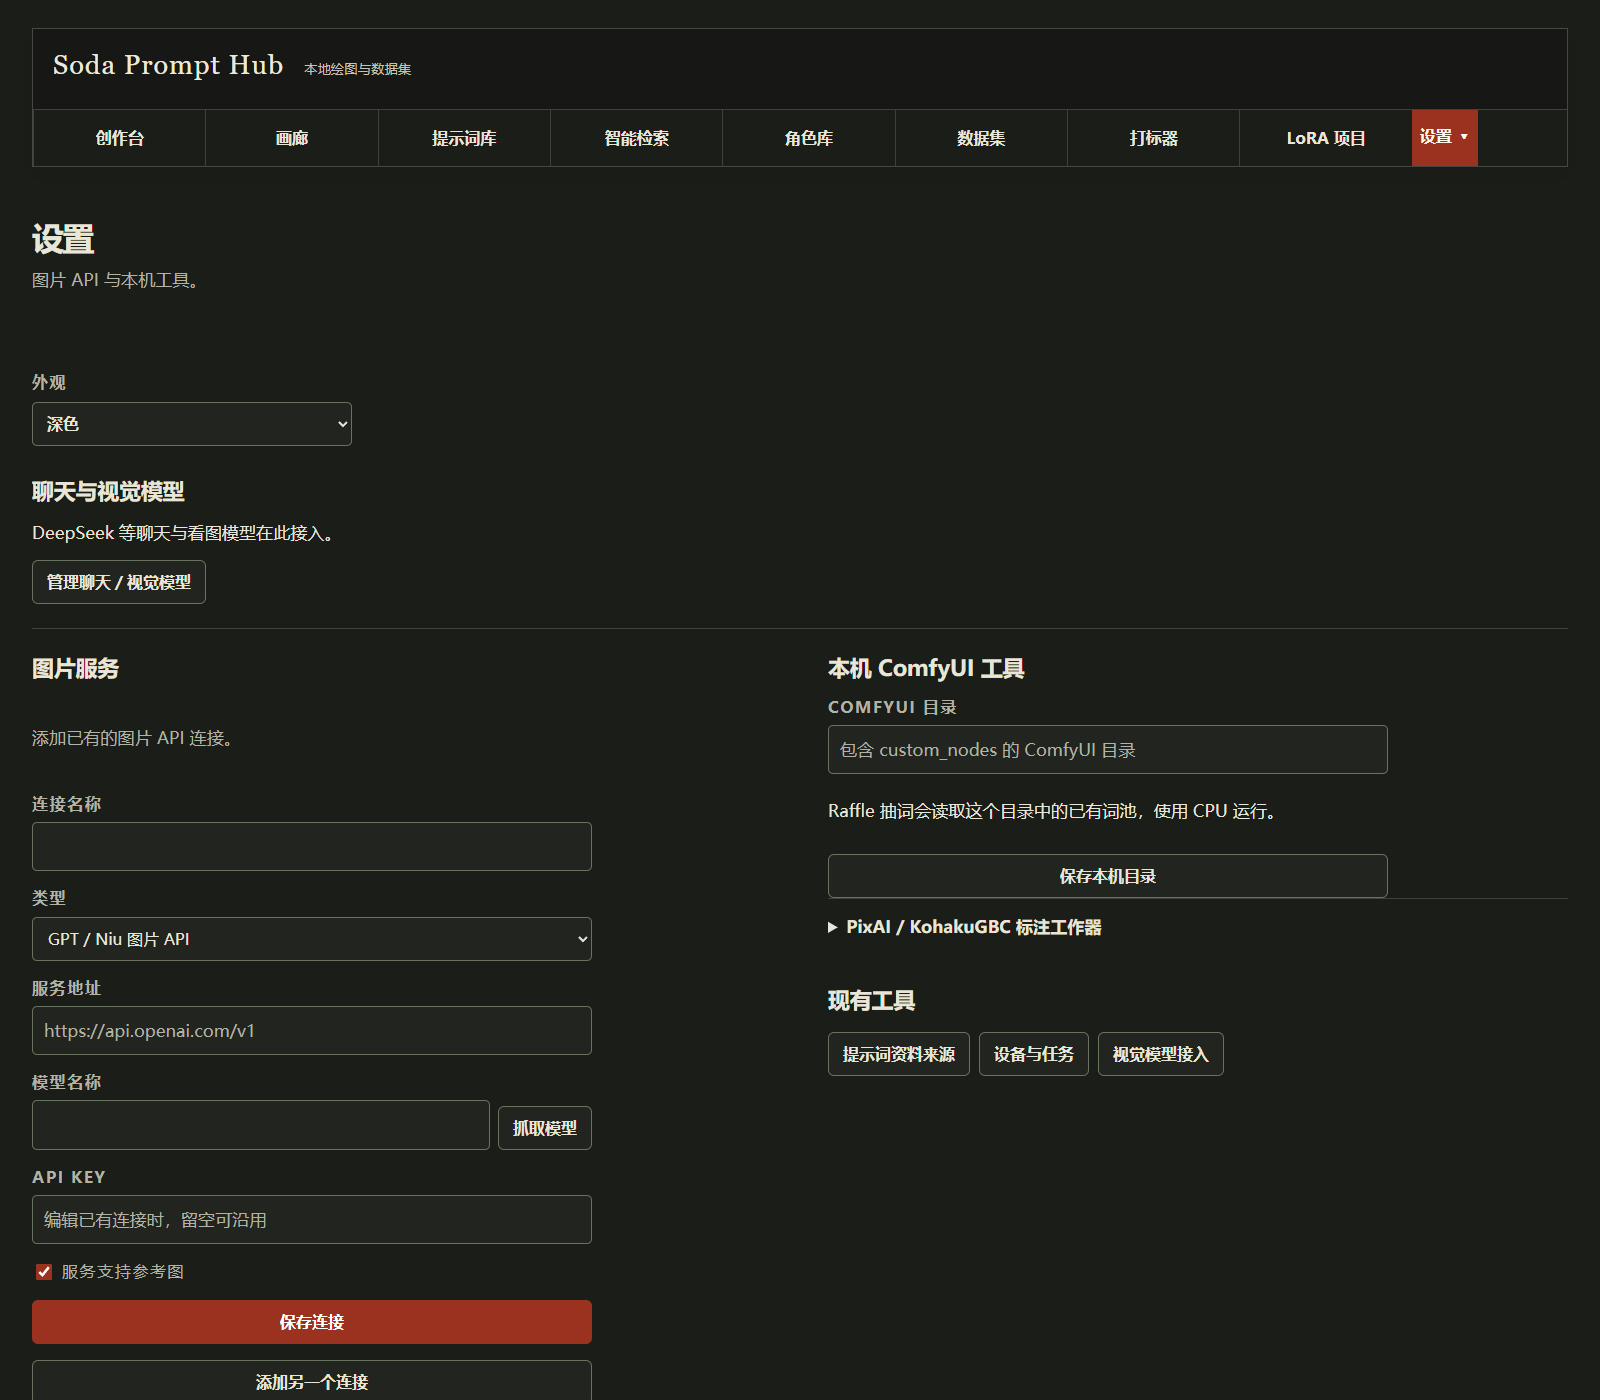 Soda Prompt Hub 本地绘图与数据集
创作台 画廊 提示词库 智能检索 角色库 数据集 打标器 LoRA 项目 设置
设置
图片 API 与本机工具。
外观
深色
聊天与视觉模型
DeepSeek 等聊天与看图模型在此接入。
管理聊天 / 视觉模型
图片服务
添加已有的图片 API 连接。
连接名称
类型
GPT / Niu 图片 API
服务地址
https://api.openai.com/v1
模型名称
抓取模型
API KEY
编辑已有连接时，留空可沿用
服务支持参考图
保存连接
添加另一个连接
本机 ComfyUI 工具
COMFYUI 目录
包含 custom_nodes 的 ComfyUI 目录
Raffle 抽词会读取这个目录中的已有词池，使用 CPU 运行。
保存本机目录
PixAI / KohakuGBC 标注工作器
现有工具
提示词资料来源 设备与任务 视觉模型接入